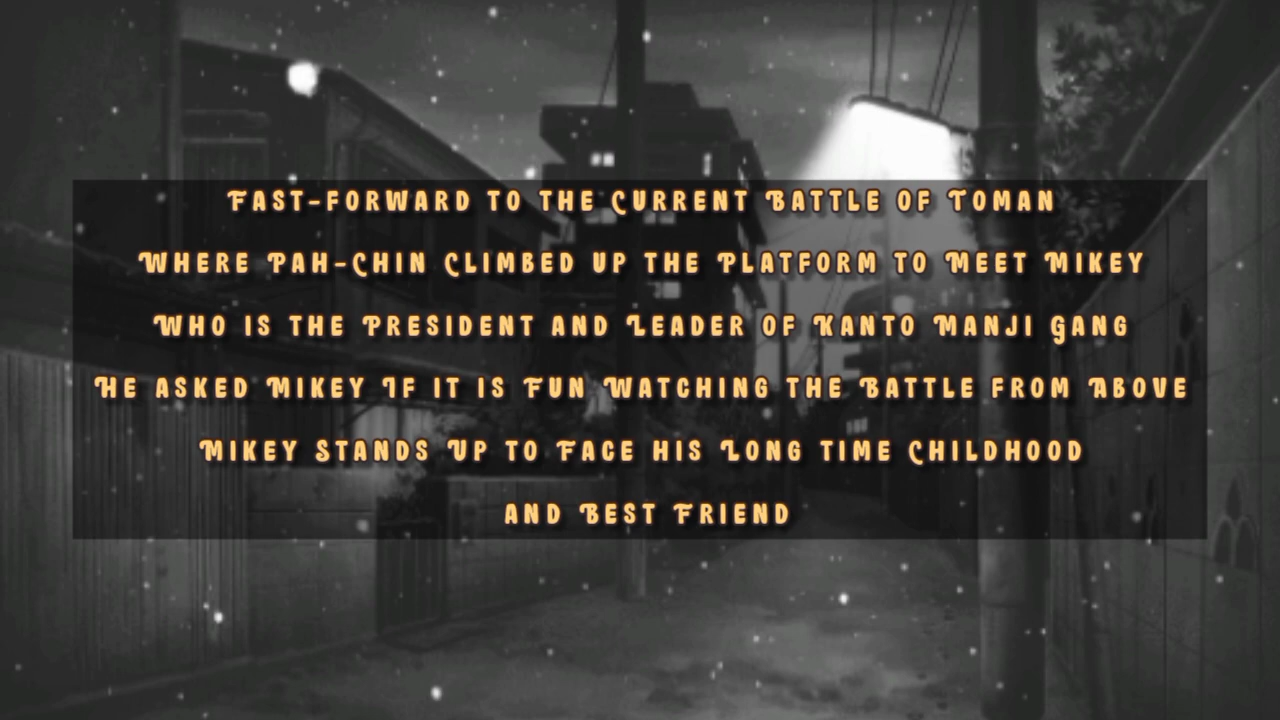 Fast-forward to the Current Battle of Toman
Where Pah-Chin Climbed up the Platform to Meet Mikey
Who is the President and Leader of Kanto Manji Gang
He asked Mikey If it is Fun Watching the Battle from Above
Mikey Stands Up to Face his Long time Childhood
and Best Friend